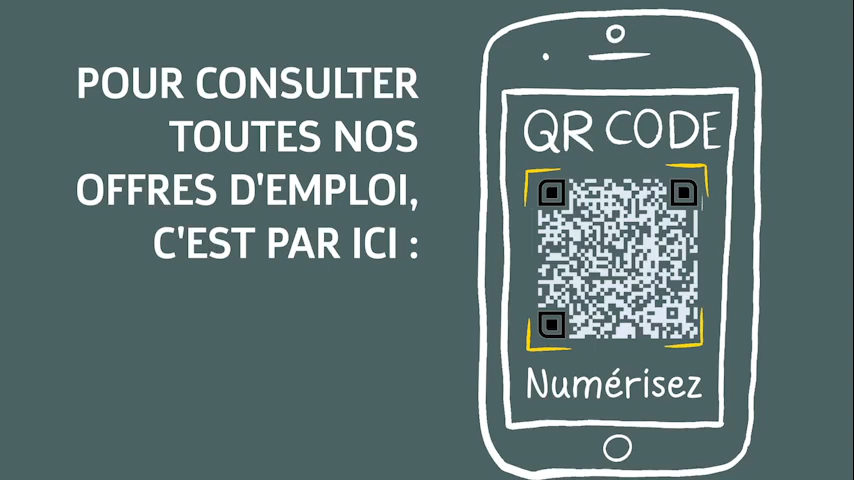 POUR CONSULTER
TOUTES NOS
OFFRES D'EMPLOI,
C'EST PAR ICI :
QR CODE
Numérisez